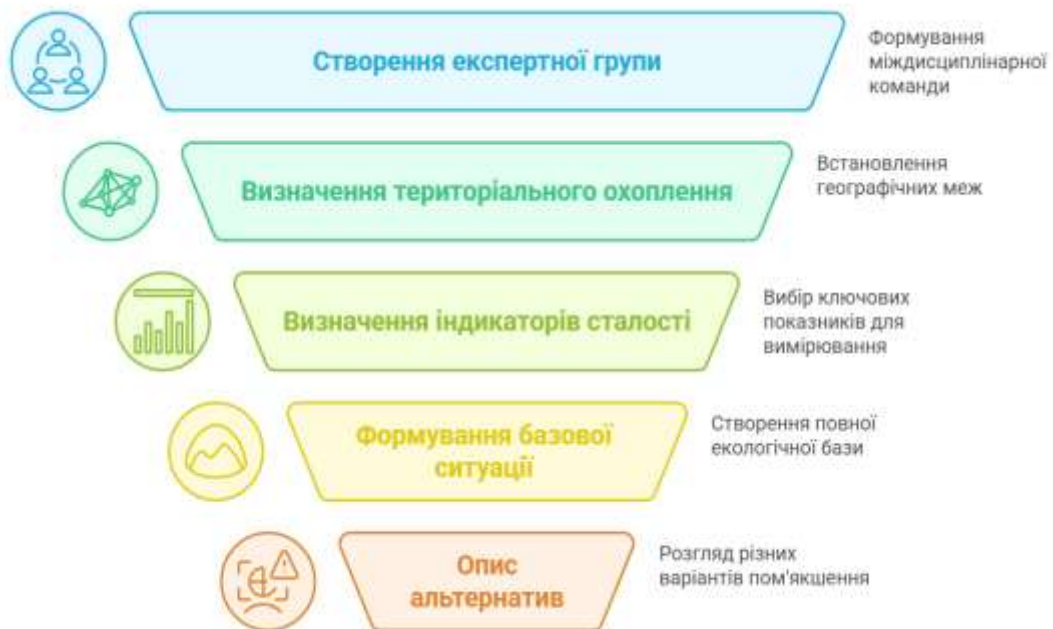 Створення експертної групи
Формування
міждисциплінарної
команди
Визначення територіального охоплення
Встановлення
географічних меж
Визначення індикаторів сталості
Вибір ключових
показників для
вимірювання
Формування базової
ситуації
Створення повної
екологічної бази
Опис
альтернатив
Розгляд різних
варіантів пом'якшення